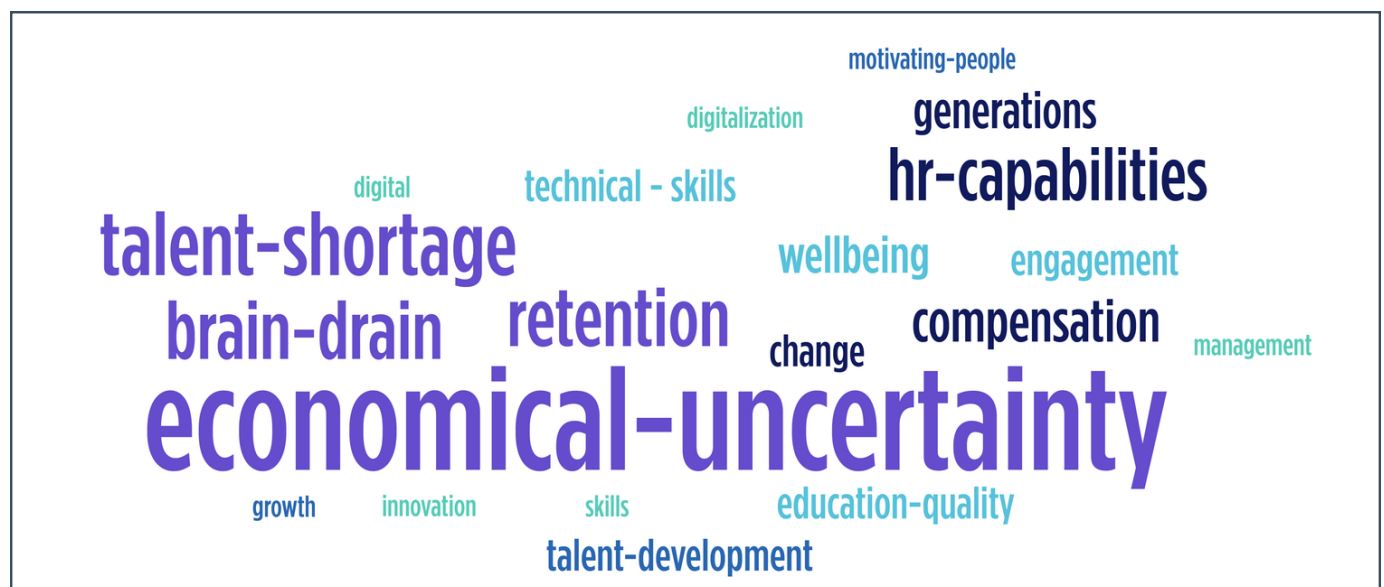 motivating-people
generations
digitalization
hr-capabilities
digital
technical - skills
talent-shortage
wellbeing
engagement
brain-drain
retention
compensation
change
management
economical-uncertainty
growth
innovation
skills
education-quality
talent-development